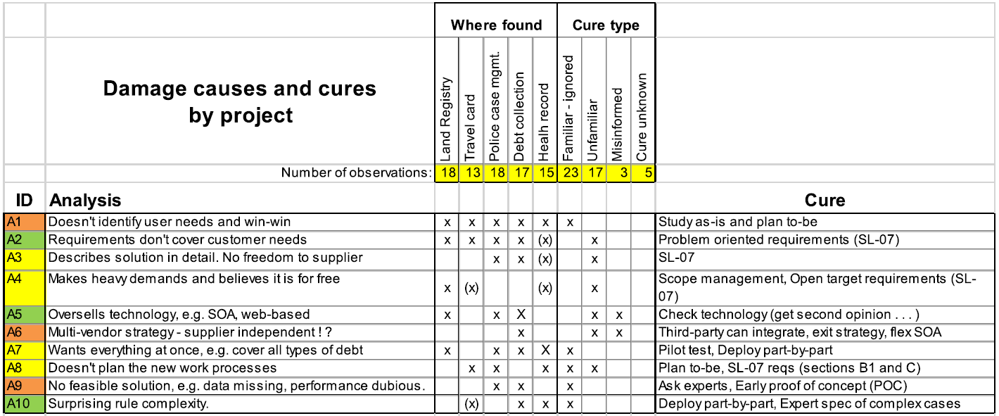 Where found Cure type
Damage causes and cures
by project
Land Registry
Travel card
Police case mgmt.
Debt collection
Healh record
Familiar - ignored
Unfamiliar
Misinformed
Cure unknown
Number of observations: 18 13 18 17 15 23 17 3 5
ID Analysis Cure
A1 Doesn't identify user needs and win-win x x x x x x Study as-is and plan to-be
A2 Requirements don't cover customer needs x x x x (x) x Problem oriented requirements (SL-07)
A3 Describes solution in detail. No freedom to supplier x x (x) x SL-07
A4 Makes heavy demands and believes it is for free x (x) (x) x Scope management, Open target requirements (SL-
07)
A5 Oversells technology, e.g. SOA, web-based x x X x x Check technology (get second opinion . . . )
A6 Multi-vendor strategy - supplier independent ! ? x x x Third-party can integrate, exit strategy, flex SOA
A7 Wants everything at once, e.g. cover all types of debt x x x X x Pilot test, Deploy part-by-part
A8 Doesn't plan the new work processes x x x x x Plan to-be, SL-07 reqs (sections B1 and C)
A9 No feasible solution, e.g. data missing, performance dubious. x x x Ask experts, Early proof of concept (POC)
A10 Surprising rule complexity. (x) x x x Deploy part-by-part, Expert spec of complex cases